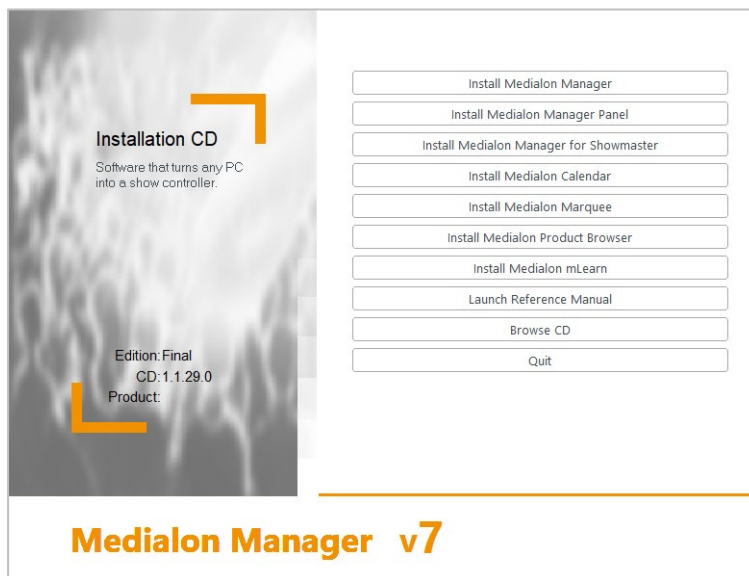 Installation CD
Software that turns any PC
into a show controller.
Edition: Final
CD: 1.1.29.0
Product:
Install Medialon Manager
Install Medialon Manager Panel
Install Medialon Manager for Showmaster
Install Medialon Calendar
Install Medialon Marquee
Install Medialon Product Browser
Install Medialon mLearn
Launch Reference Manual
Browse CD
Quit
Medialon Manager v7